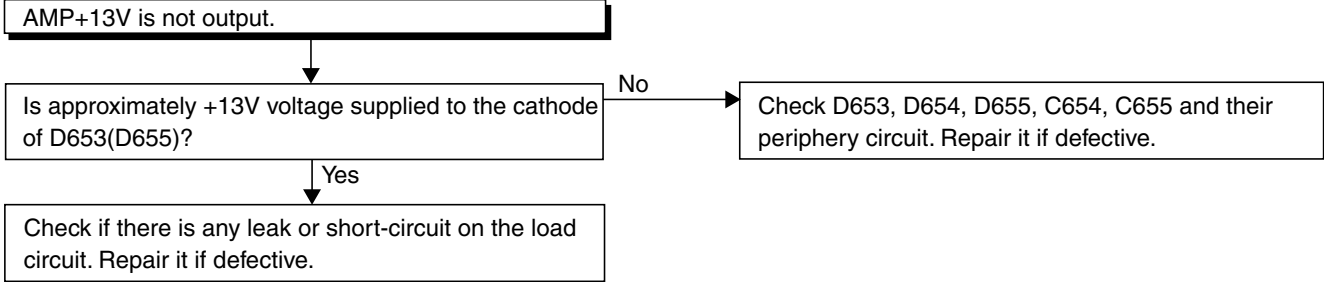 AMP+13V is not output.
Is approximately +13V voltage supplied to the cathode
of D653(D655)?
No
Check D653, D654, D655, C654, C655 and their
periphery circuit. Repair it if defective.
Yes
Check if there is any leak or short-circuit on the load
circuit. Repair it if defective.